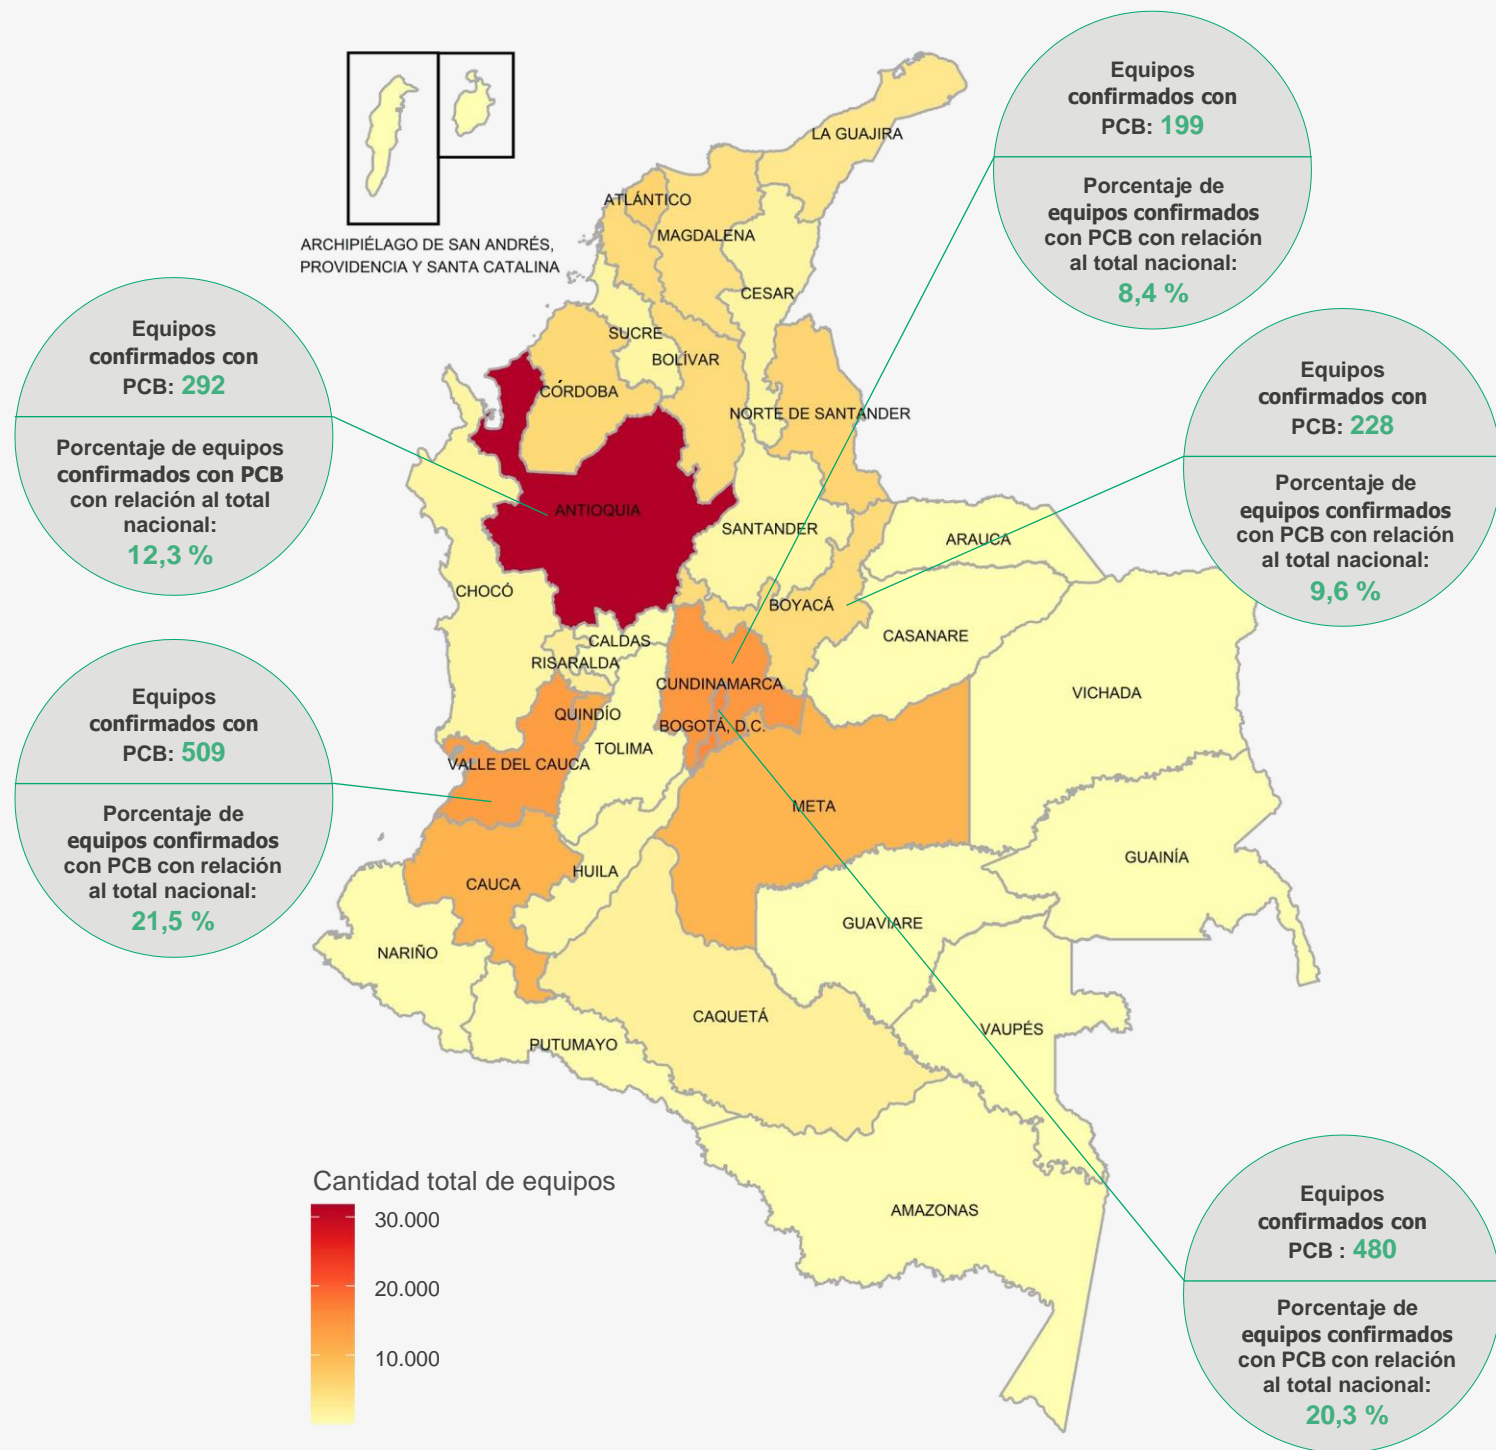 Equipos
confirmados con
PCB: 199
Porcentaje de
equipos confirmados
con PCB con relación
al total nacional:
8,4 %
LA GUAJIRA
ATLÁNTICO
MAGDALENA
ARCHIPIÉLAGO DE SAN ANDRÉS,
PROVIDENCIA Y SANTA CATALINA
CESAR
Equipos
confirmados con
PCB: 292
Porcentaje de equipos
confirmados con PCB
con relación al total
nacional:
12,3 %
SUCRE
BOLÍVAR
CÓRDOBA
NORTE DE SANTANDER
Equipos
confirmados con
PCB: 228
Porcentaje de
equipos confirmados
con PCB con relación
al total nacional:
9,6 %
ANTIOQUIA
SANTANDER
ARAUCA
CHOCÓ
BOYACÁ
CASANARE
CALDAS
RISARALDA
CUNDINAMARCA
VICHADA
Equipos
confirmados con
PCB: 509
Porcentaje de
equipos confirmados
con PCB con relación
al total nacional:
21,5 %
QUINDÍO
BOGOTÁ, D.C.
TOLIMA
VALLE DEL CAUCA
META
GUAINÍA
HUILA
CAUCA
GUAVIARE
NARIÑO
CAQUETÁ
VAUPÉS
PUTUMAYO
AMAZONAS
Cantidad total de equipos
30.000
20.000
10.000
Equipos
confirmados con
PCB : 480
Porcentaje de
equipos confirmados
con PCB con relación
al total nacional:
20,3 %